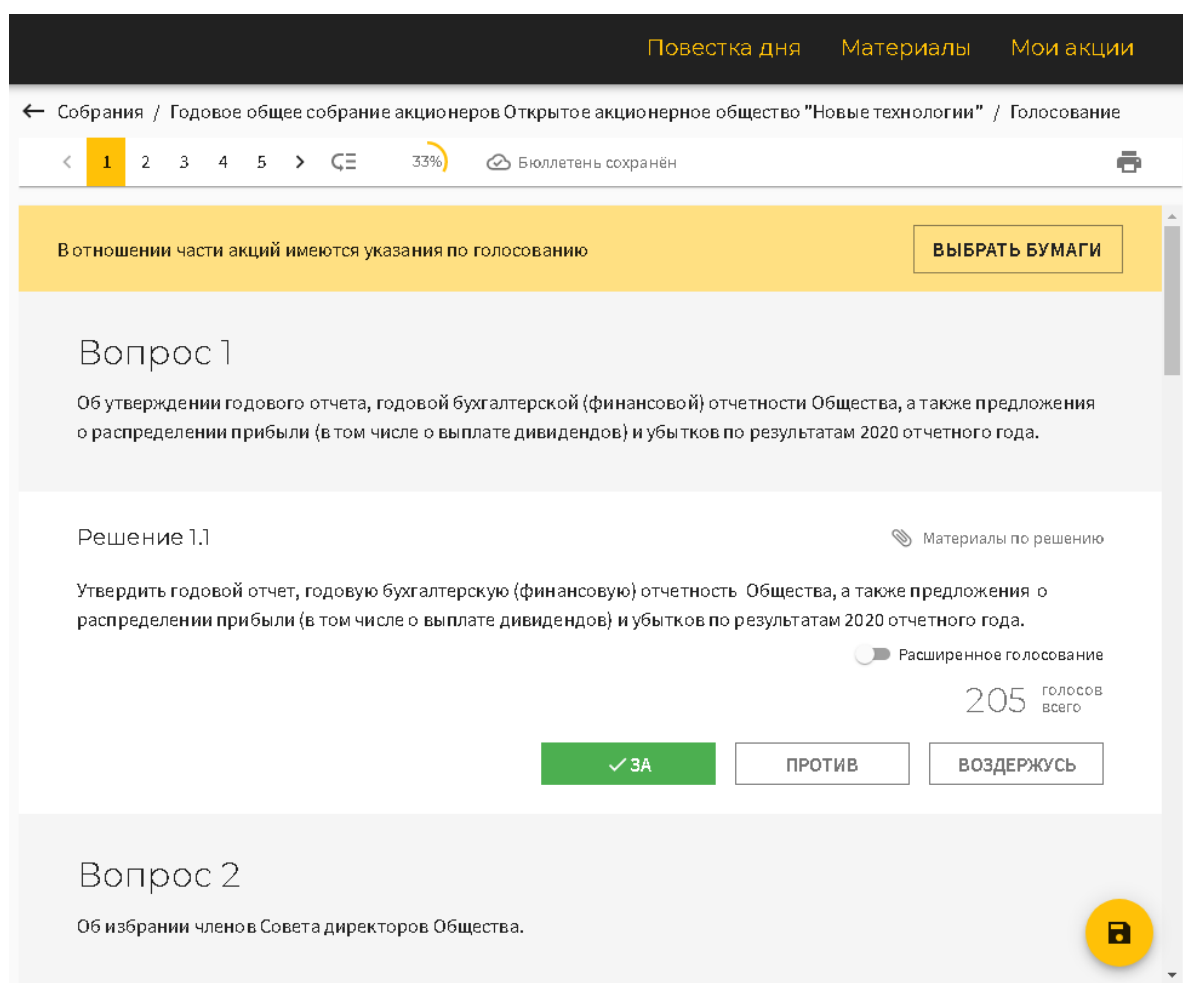 Повестка дня Материалы Мои акции
Собрания / Годовое общее собрание акционеров Открытое акционерное общество "Новые технологии" / Голосование
1 2 3 4 5 33% Бюллетень сохранён
В отношении части акций имеются указания по голосованию ВЫБРАТЬ БУМАГИ
Вопрос 1
Об утверждении годового отчета, годовой бухгалтерской (финансовой) отчетности Общества, а также предложения
о распределении прибыли (в том числе о выплате дивидендов) и убытков по результатам 2020 отчетного года.
Решение 1.1 Материалы по решению
Утвердить годовой отчет, годовую бухгалтерскую (финансовую) отчетность Общества, а также предложения о
распределении прибыли (в том числе о выплате дивидендов) и убытков по результатам 2020 отчетного года.
Расширенное голосование
205 голосов
всего
ЗА ПРОТИВ ВОЗДЕРЖУСЬ
Вопрос 2
Об избрании членов Совета директоров Общества.